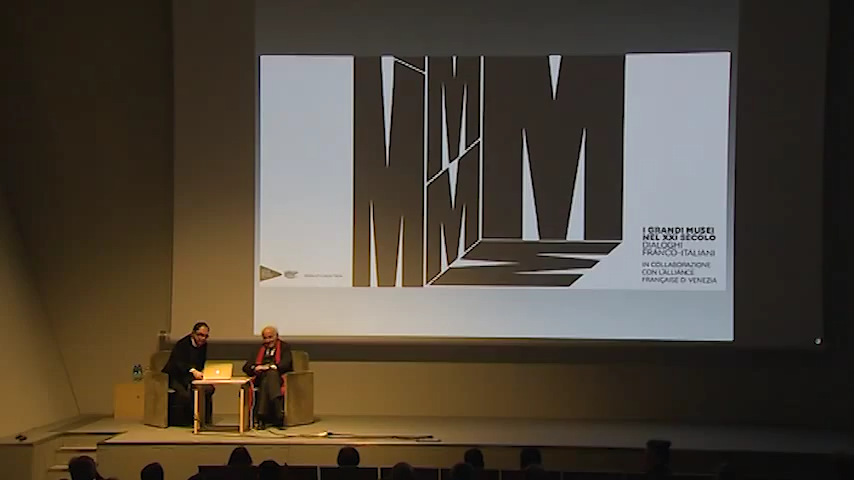 M
M
M
M
M
I GRANDI MUSEI
NEL XXI SECOLO
DIALOGHI
FRANCO-ITALIANI
IN COLLABORAZIONE
CON L'ALLIANCE
FRANÇAISE DI VENEZIA